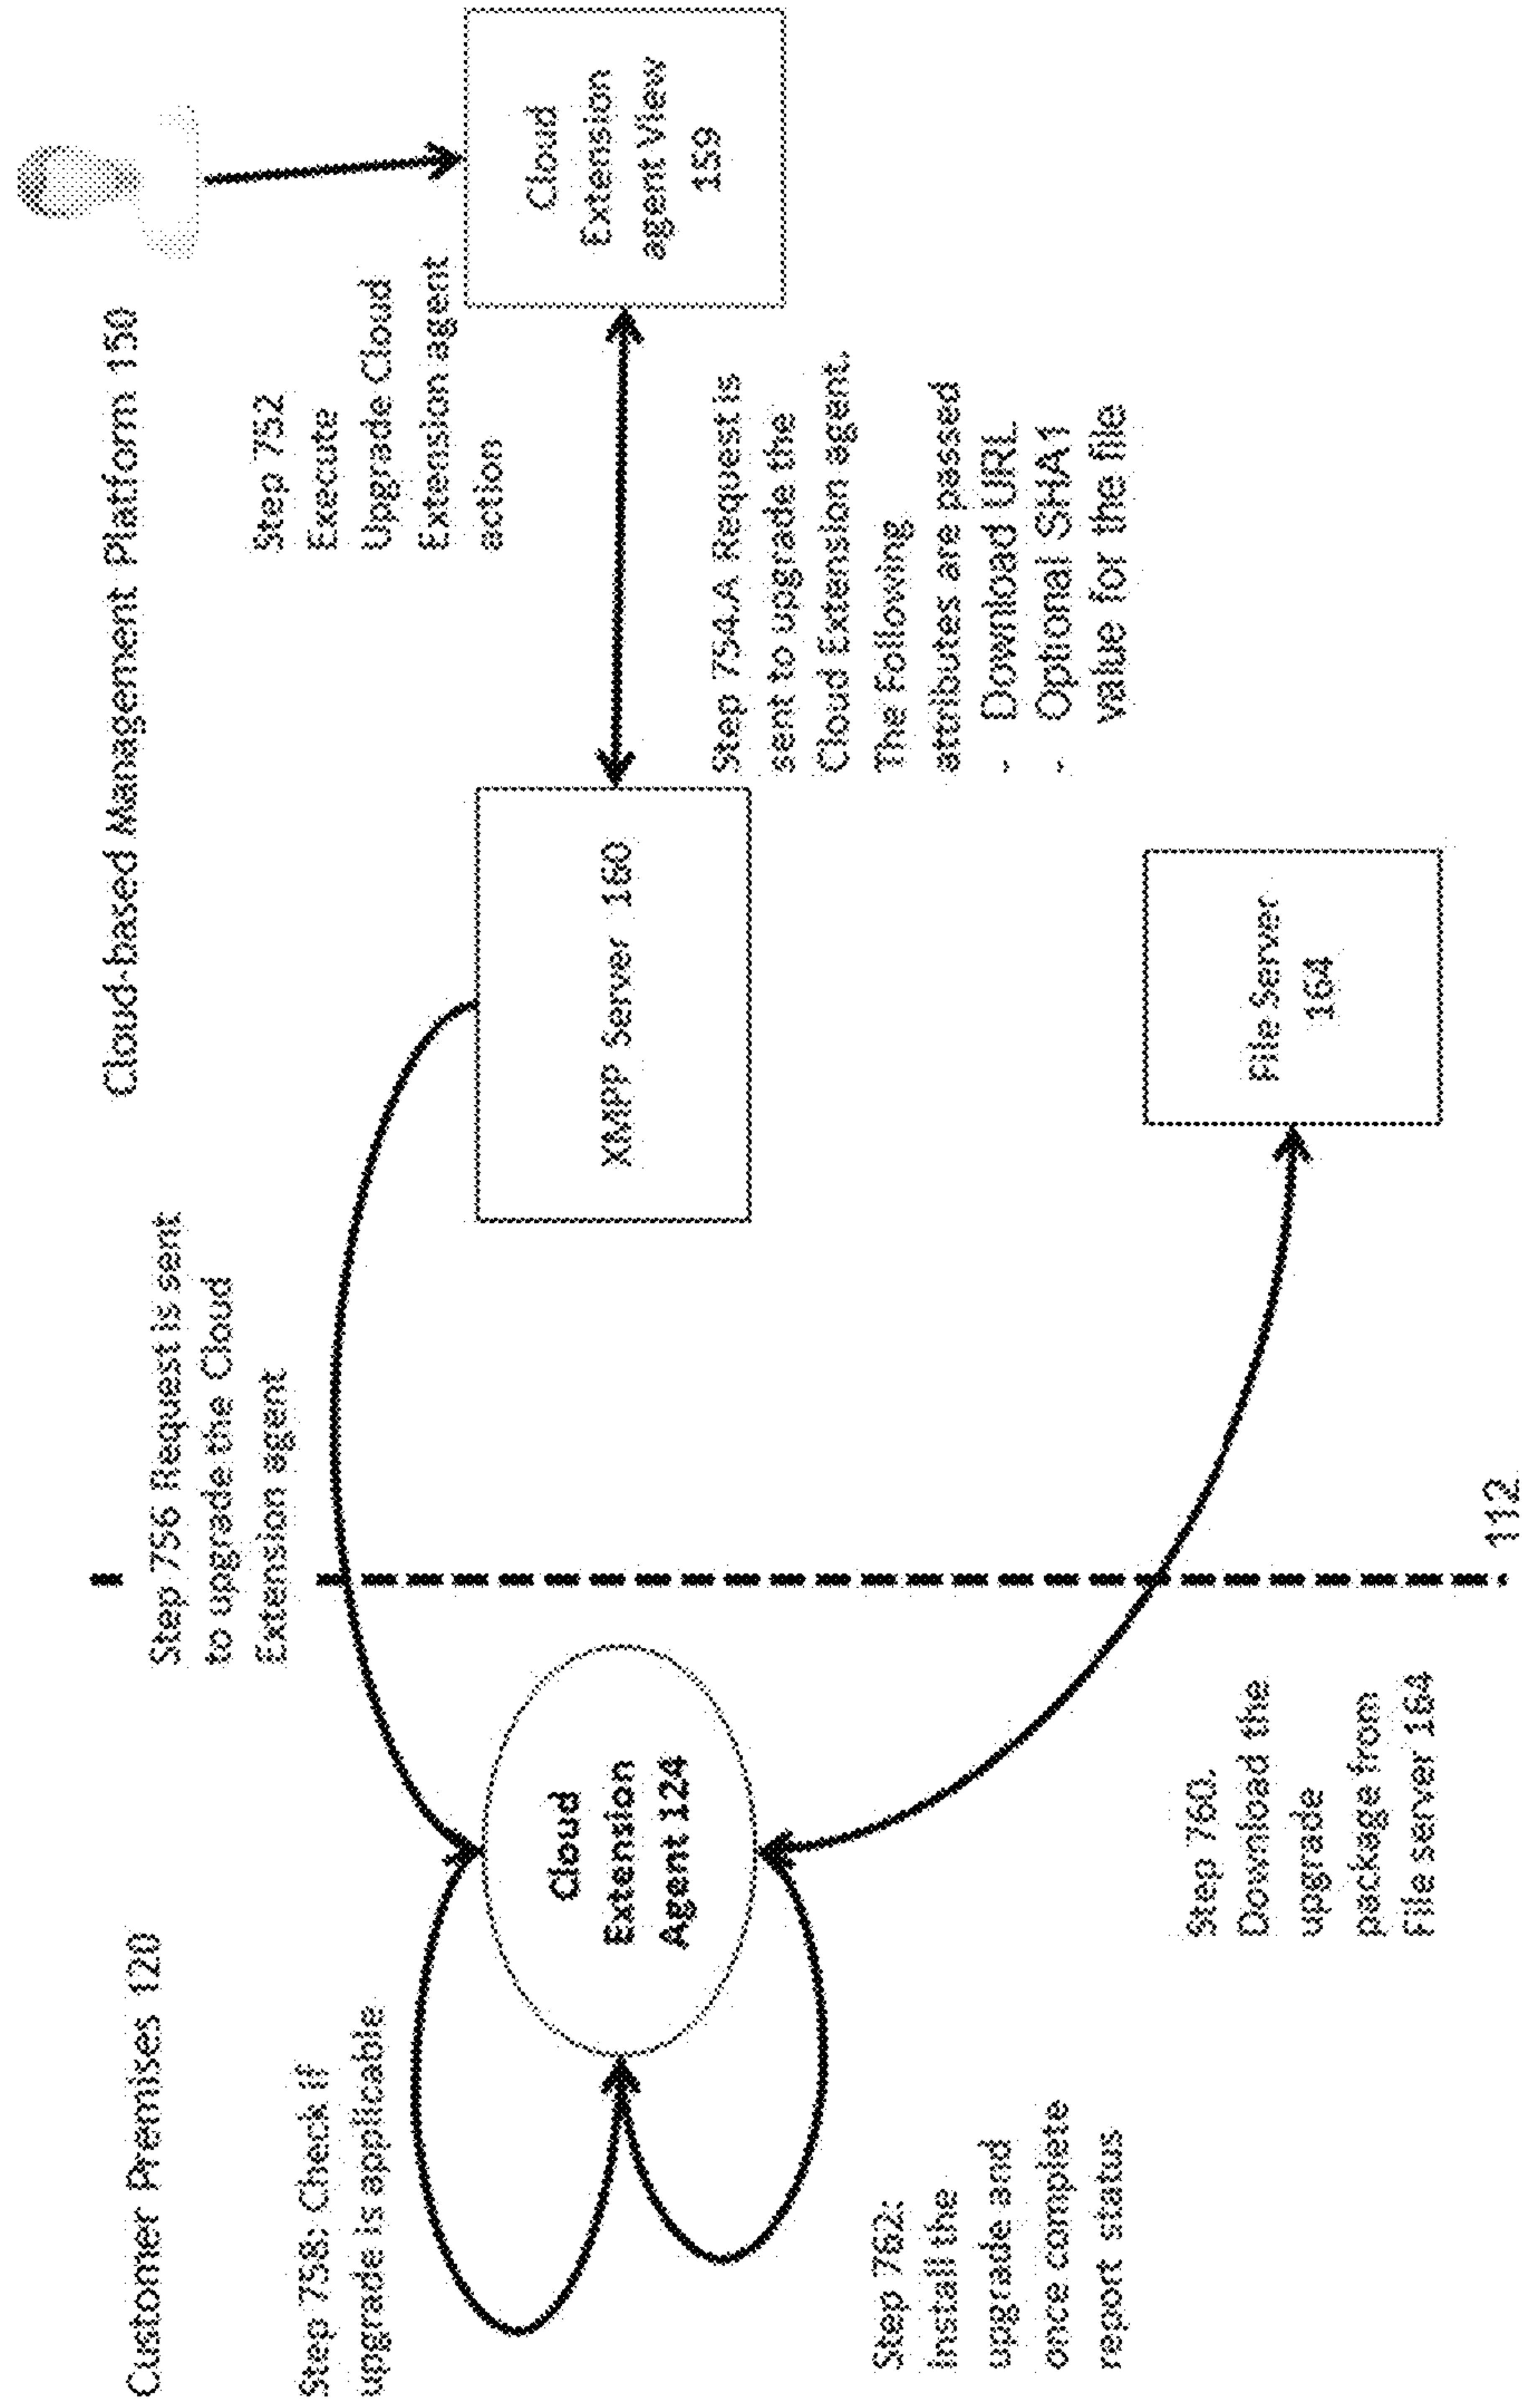 Customer Premises 120
Cloud-based Management Platform 150
Step 756 Request is sent
to upgrade the Cloud
Extension agent
Step 752
Execute
Upgrade Cloud
Extension agent
action
Step 758: Check if
upgrade is applicable
Cloud
Extension
Agent 124
XMPP Server 160
Cloud
Extension
agent View
159
Step 754.A Request is
sent to upgrade the
Cloud Extension agent.
The Following
attributes are passed
- Download URL
- Optional SHA1
value for the file
Step 762:
install the
upgrade and
once complete
report status
Step 760.
Download the
upgrade
package from
File server 164
File Server
164
112